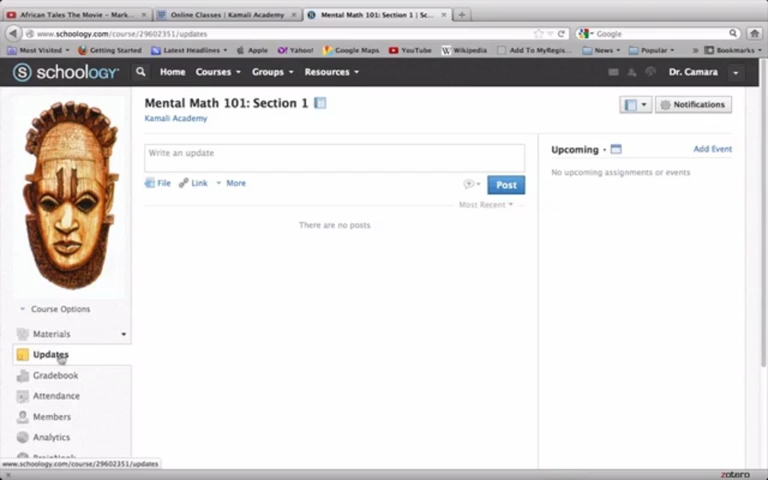 African Tales The Movie – Mark...
Online Classes | Kamali Academy
Mental Math 101: Section 1 | Sc...
www.schoology.com/course/29602351/updates
Google
Most Visited
Getting Started
Latest Headlines
Apple
Yahoo!
Google Maps
YouTube
Wikipedia
Add To MyRegis...
News
Popular
»
Bookmarks
S schoology
Home
Courses
Groups
Resources
Dr. Camara
Mental Math 101: Section 1
Kamali Academy
Notifications
Write an update
File
Link
More
Post
Most Recent
There are no posts
Upcoming
Add Event
No upcoming assignments or events
Course Options
Materials
Updates
Gradebook
Attendance
Members
Analytics
www.schoology.com/course/29602351/updates
zotero